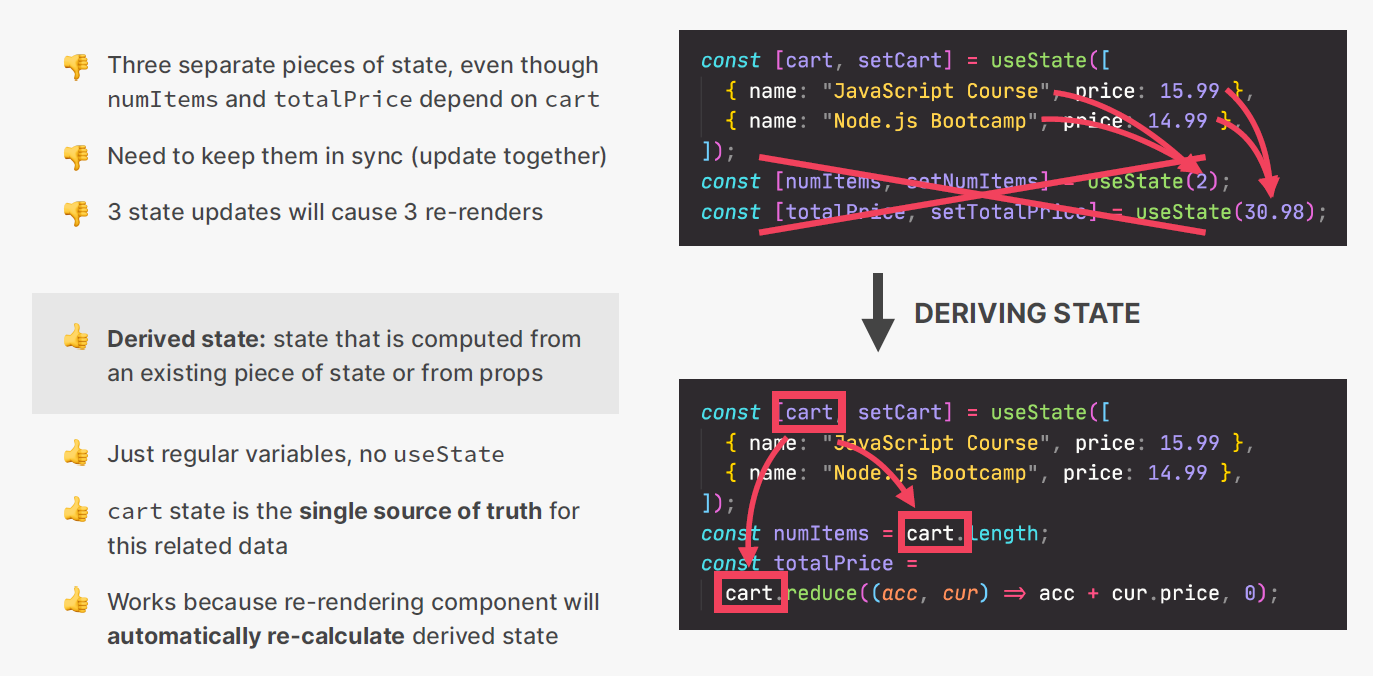 👎 Three separate pieces of state, even though
numItems and totalPrice depend on cart
👎 Need to keep them in sync (update together)
👎 3 state updates will cause 3 re-renders
👍 Derived state: state that is computed from
an existing piece of state or from props
👍 Just regular variables, no useState
👍 cart state is the single source of truth for
this related data
👍 Works because re-rendering component will
automatically re-calculate derived state
const [cart, setCart] = useState([
{ name: "JavaScript Course", price: 15.99 },
{ name: "Node.js Bootcamp", price: 14.99 },
]);
const [numItems, setNumItems] = useState(2);
const [totalPrice, setTotalPrice] = useState(30.98);
DERIVING STATE
const [cart, setCart] = useState([
{ name: "JavaScript Course", price: 15.99 },
{ name: "Node.js Bootcamp", price: 14.99 },
]);
const numItems = cart.length;
const totalPrice =
cart.reduce((acc, cur) => acc + cur.price, 0);